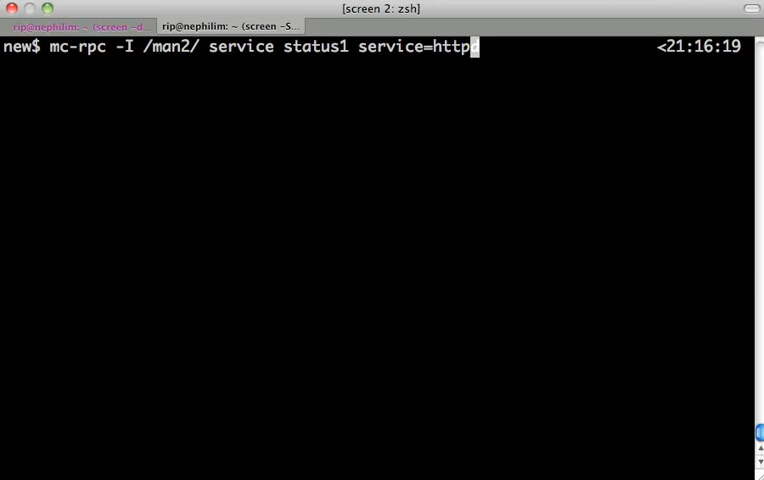 [screen 2: zsh]
rip@nephilim: ~ (screen -d... rip@nephilim: ~ (screen -S...
new$ mc-rpc -I /man2/ service status1 service=httpd <21:16:19